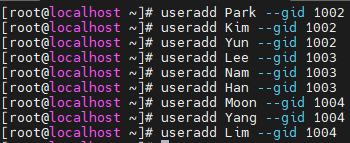 [root@localhost ~]# useradd Park --gid 1002
[root@localhost ~]# useradd Kim --gid 1002
[root@localhost ~]# useradd Yun --gid 1002
[root@localhost ~]# useradd Lee --gid 1003
[root@localhost ~]# useradd Nam --gid 1003
[root@localhost ~]# useradd Han --gid 1003
[root@localhost ~]# useradd Moon --gid 1004
[root@localhost ~]# useradd Yang --gid 1004
[root@localhost ~]# useradd Lim --gid 1004